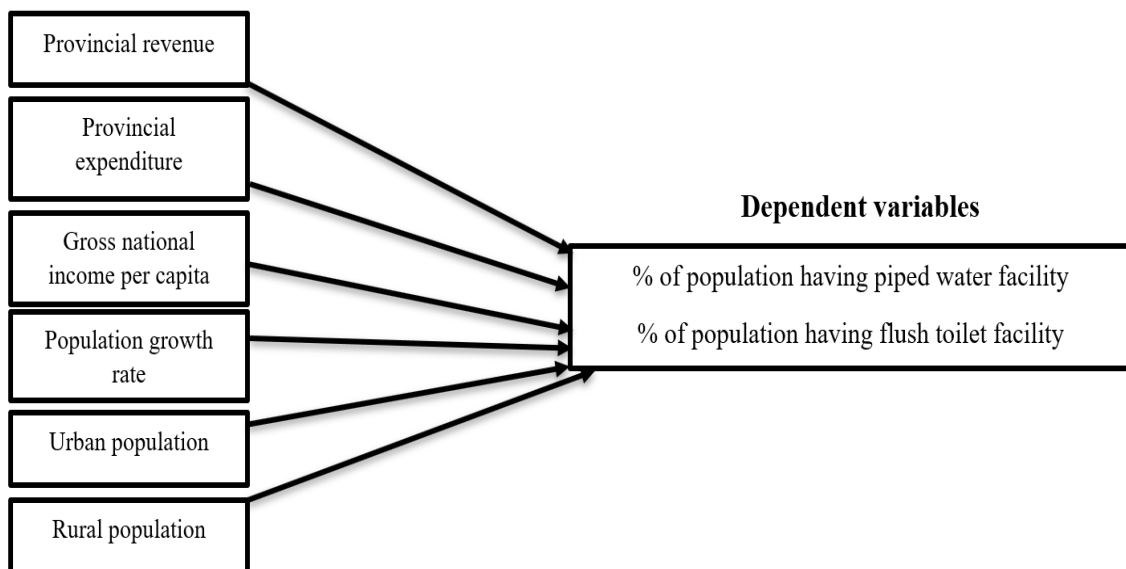 Provincial revenue
Provincial
expenditure
Gross national
income per capita
Population growth
rate
Urban population
Rural population
Dependent variables
% of population having piped water facility
% of population having flush toilet facility